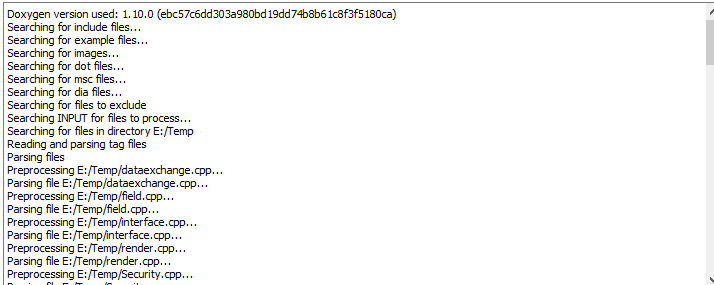 Doxygen version used: 1.10.0 (ebc57c6dd303a980bd19dd74b8b61c8f3f5180ca)
Searching for include files...
Searching for example files...
Searching for images...
Searching for dot files...
Searching for msc files...
Searching for dia files...
Searching for files to exclude
Searching INPUT for files to process...
Searching for files in directory E:/Temp
Reading and parsing tag files
Parsing files
Preprocessing E:/Temp/dataexchange.cpp...
Parsing file E:/Temp/dataexchange.cpp...
Preprocessing E:/Temp/field.cpp...
Parsing file E:/Temp/field.cpp...
Preprocessing E:/Temp/interface.cpp...
Parsing file E:/Temp/interface.cpp...
Preprocessing E:/Temp/render.cpp...
Parsing file E:/Temp/render.cpp...
Preprocessing E:/Temp/Security.cpp...